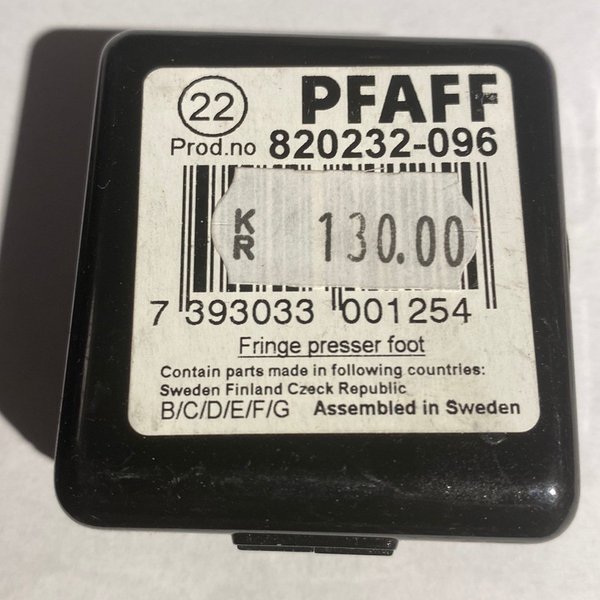 22 PFAFF
Prod.no 820232-096
KR 130.00
7 393033 001254
Fringe presser foot
Contain parts made in following countries:
Sweden Finland Czeck Republic
B/C/D/E/F/G Assembled in Sweden